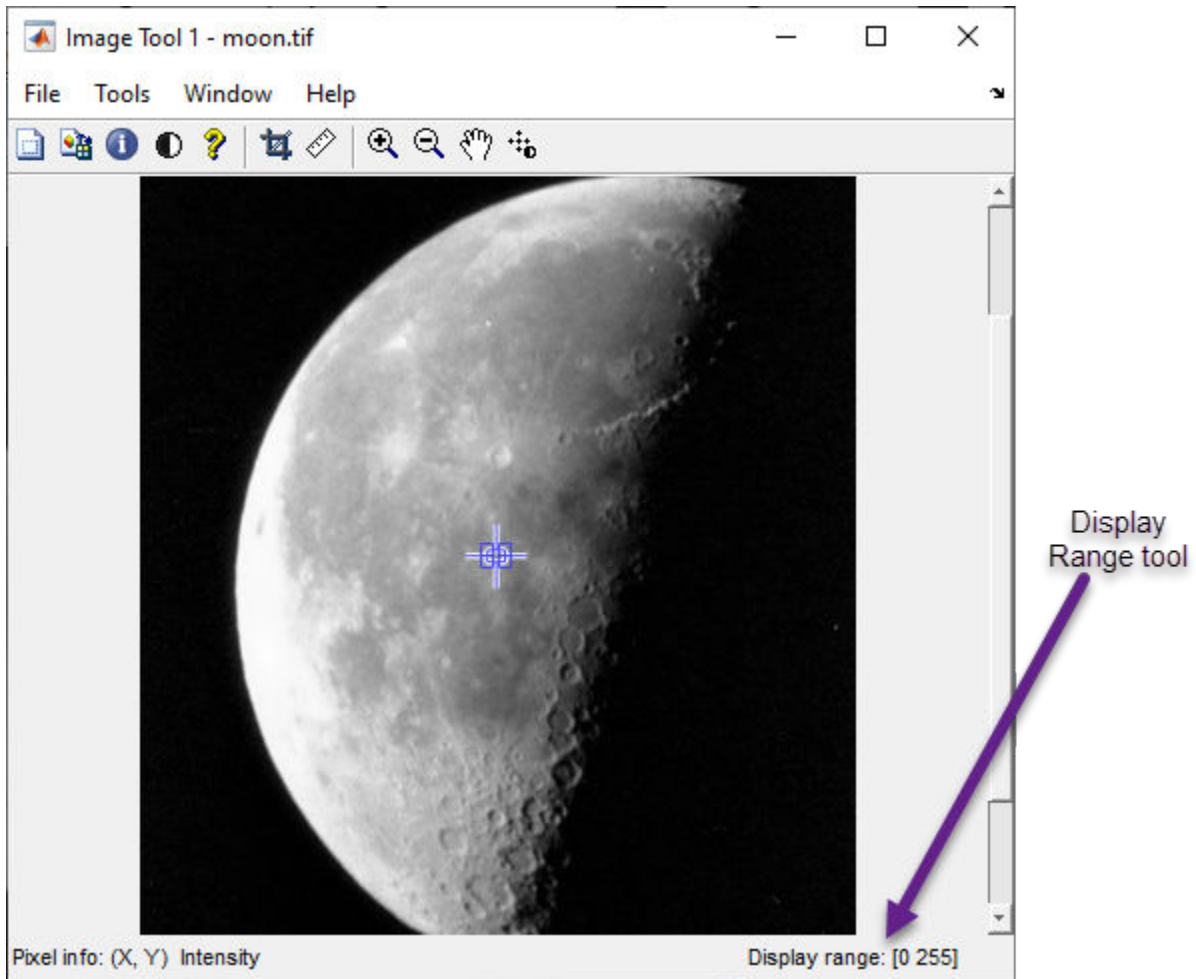 Image Tool 1 - moon.tif
File Tools Window Help
Display
Range tool
Pixel info: (X, Y) Intensity
Display range: [0 255]